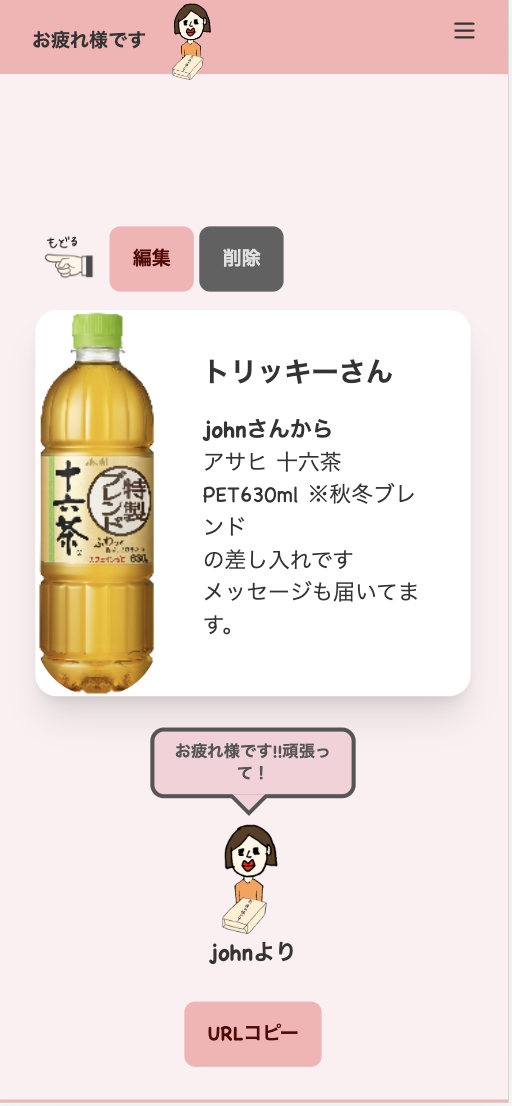 お疲れ様です
もどる
編集
削除
トリッキーさん
johnさんから
アサヒ 十六茶
PET630ml ※秋冬ブレ
ンド
の差し入れです
メッセージも届いてま
す。
十六茶
特製
ブレンド
お疲れ様です!!頑張っ
て！
johnより
URLコピー